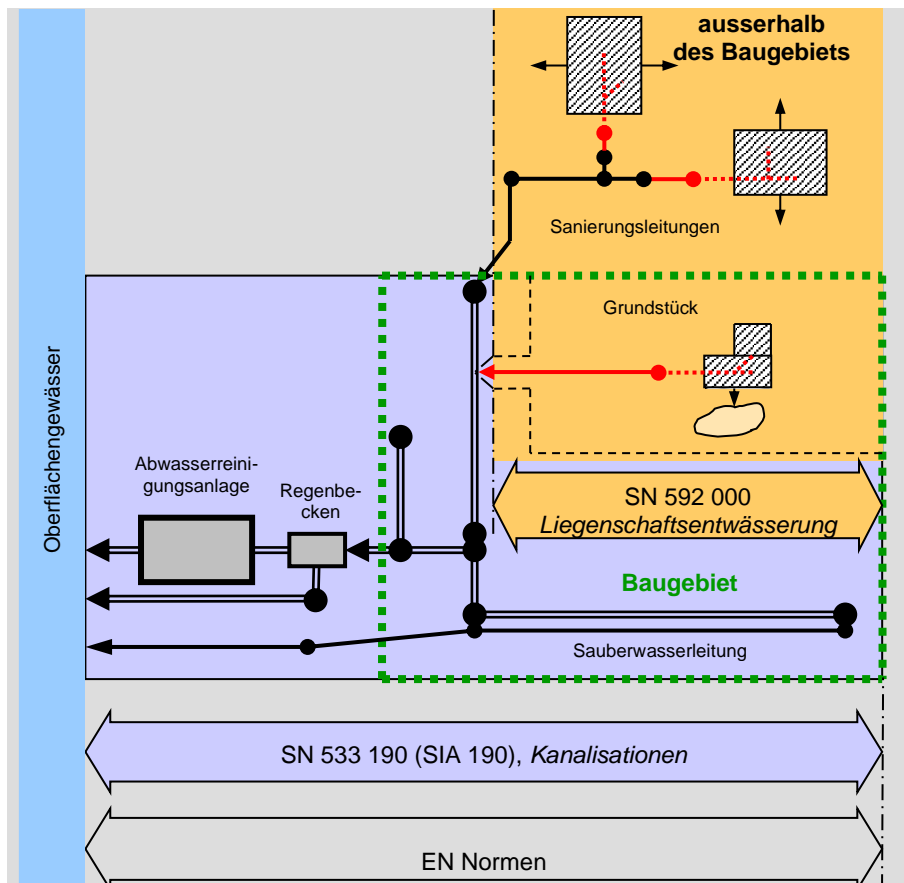 ausserhalb
des Baugebiets
Sanierungsleitungen
Grundstück
Oberflächengewässer
Abwasserreini-
gungsanlage
Regenbe-
cken
SN 592 000
Liegenschaftsentwässerung
Baugebiet
Sauberwasserleitung
SN 533 190 (SIA 190), Kanalisationen
EN Normen